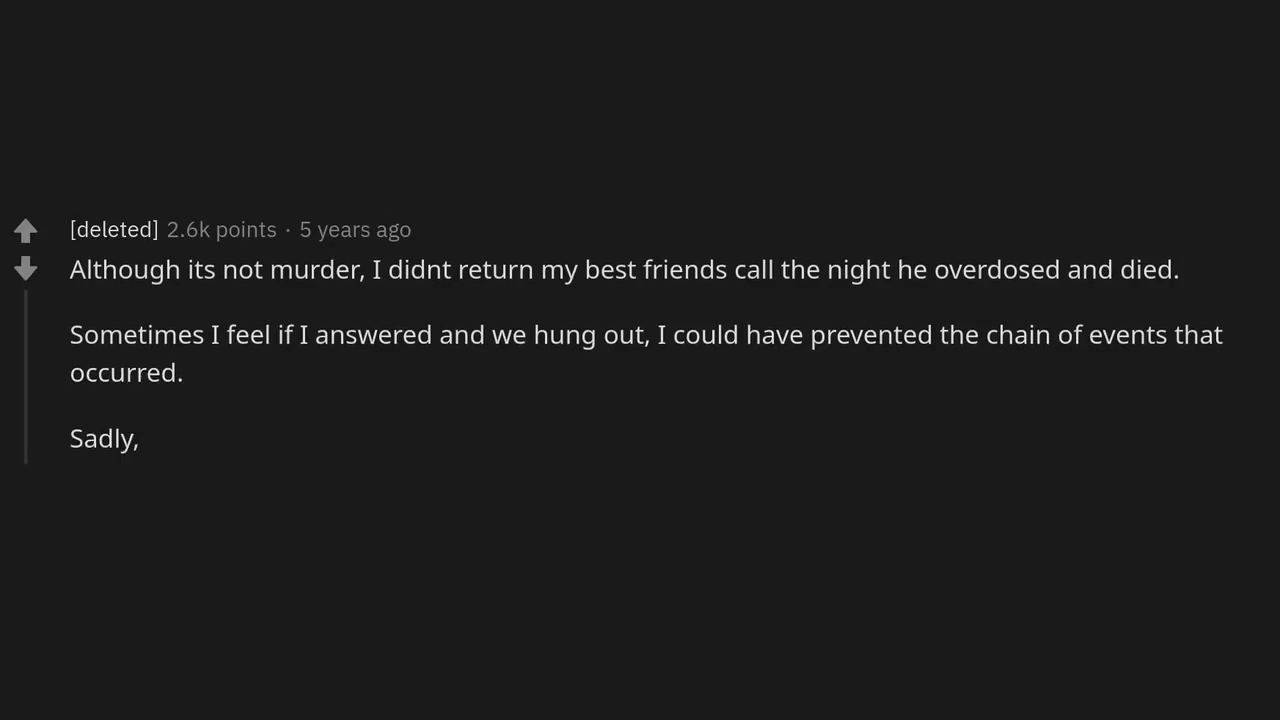 [deleted] 2.6k points · 5 years ago
Although its not murder, I didnt return my best friends call the night he overdosed and died.
Sometimes I feel if I answered and we hung out, I could have prevented the chain of events that
occurred.
Sadly,